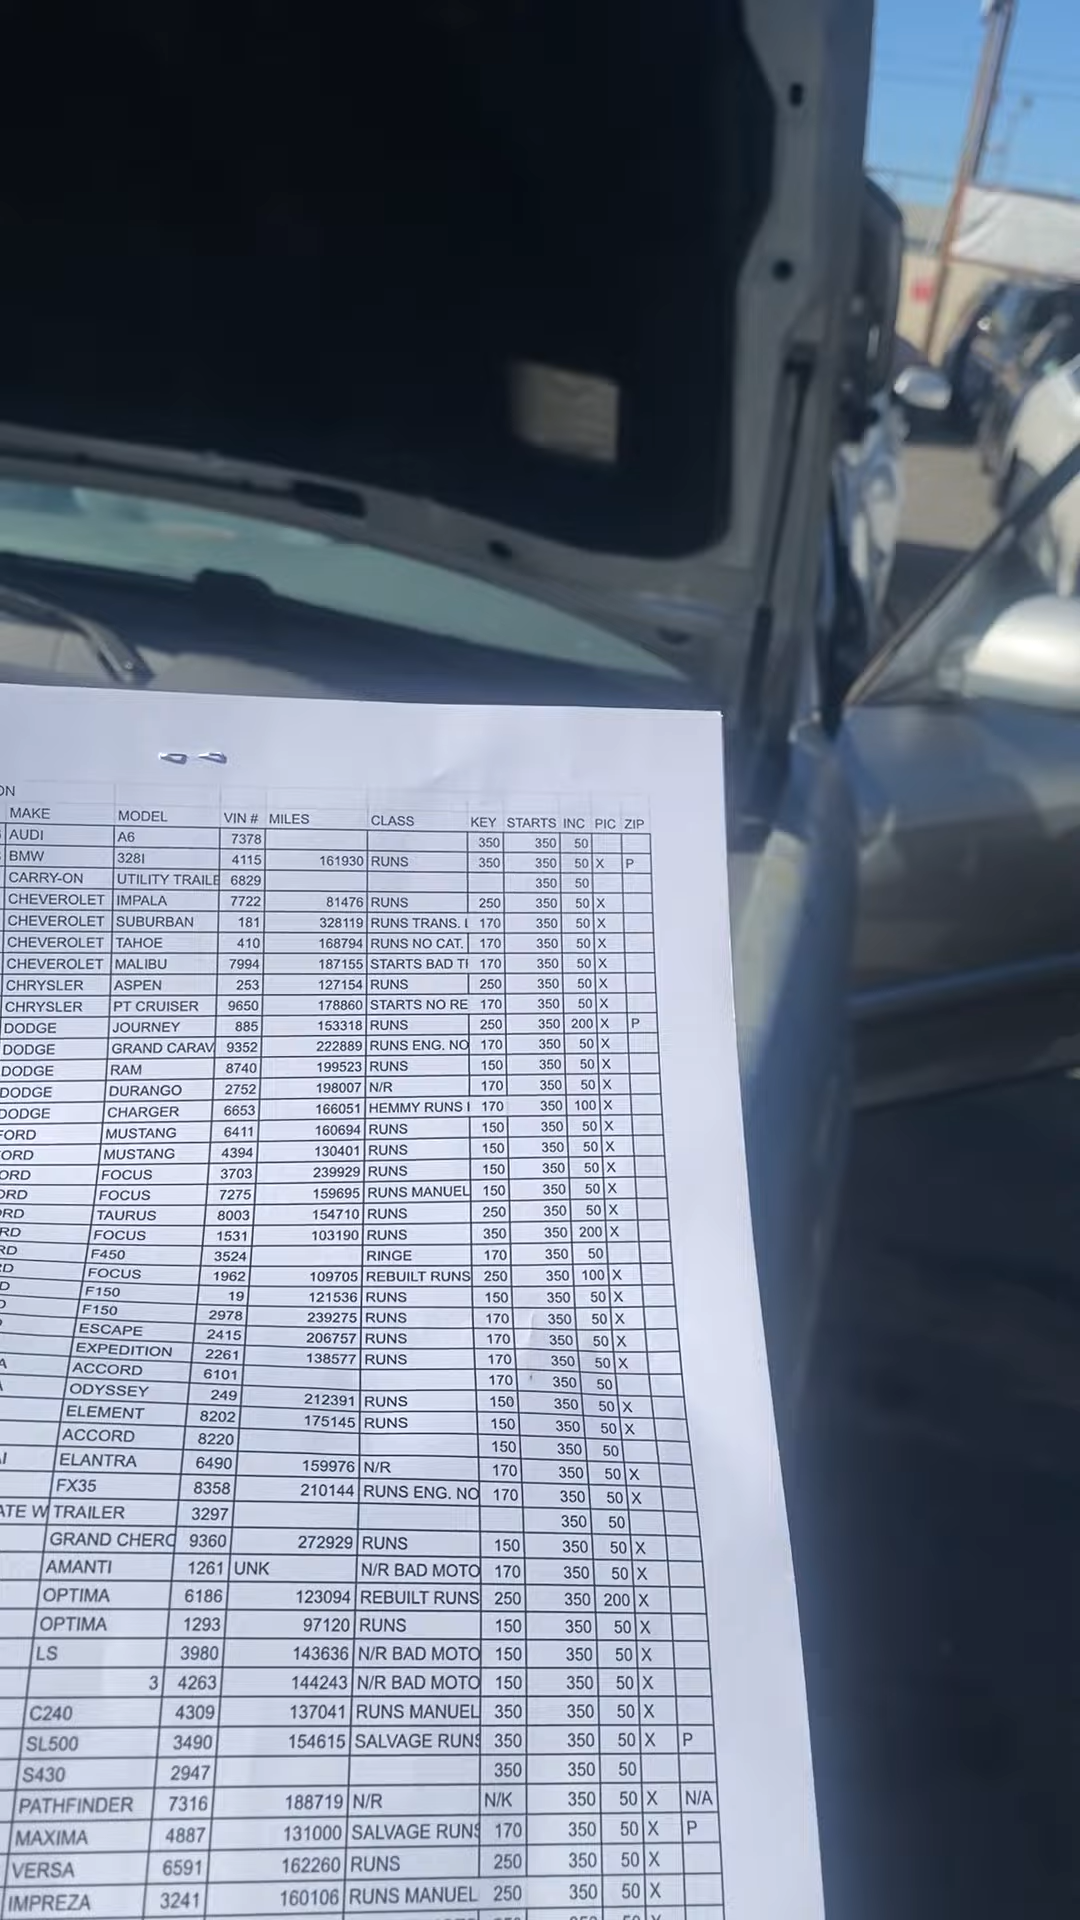 ON
MAKE MODEL VIN # MILES CLASS KEY STARTS INC PIC ZIP
AUDI A6 7378 350 350 50
BMW 328I 4115 161930 RUNS 350 350 50 X P
CARRY-ON UTILITY TRAILE 6829 350 50
CHEVEROLET IMPALA 7722 81476 RUNS 250 350 50 X
CHEVEROLET SUBURBAN 181 328119 RUNS TRANS. 170 350 50 X
CHEVEROLET TAHOE 410 168794 RUNS NO CAT. 170 350 50 X
CHEVEROLET MALIBU 7994 187155 STARTS BAD 170 350 50 X
CHRYSLER ASPEN 253 127154 RUNS 250 350 50 X
CHRYSLER PT CRUISER 9650 178860 STARTS NO RE 170 350 50 X
DODGE JOURNEY 885 153318 RUNS 250 350 200 X P
DODGE GRAND CARAV 9352 222889 RUNS ENG. NO 170 350 50 X
DODGE RAM 8740 199523 RUNS 150 350 50 X
DODGE DURANGO 2752 198007 N/R 170 350 50 X
DODGE CHARGER 6653 166051 HEMMY RUNS 170 350 100 X
FORD MUSTANG 6411 160694 RUNS 150 350 50 X
ORD MUSTANG 4394 130401 RUNS 150 350 50 X
ORD FOCUS 3703 239929 RUNS 150 350 50 X
ORD FOCUS 7275 159695 RUNS MANUEL 150 350 50 X
RD TAURUS 8003 154710 RUNS 250 350 50 X
RD FOCUS 1531 103190 RUNS 350 350 200 X
RD F450 3524 RINGE 170 350 50
D FOCUS 1962 109705 REBUILT RUNS 250 350 100 X
D F150 19 121536 RUNS 150 350 50 X
F150 2978 239275 RUNS 170 350 50 X
ESCAPE 2415 206757 RUNS 170 350 50 X
EXPEDITION 2261 138577 RUNS 170 350 50 X
A ACCORD 6101 170 350 50
ODYSSEY 249 212391 RUNS 150 350 50 X
ELEMENT 8202 175145 RUNS 150 350 50 X
ACCORD 8220 150 350 50
I ELANTRA 6490 159976 N/R 170 350 50 X
FX35 8358 210144 RUNS ENG. NO 170 350 50 X
ATE W TRAILER 3297 350 50
GRAND CHERO 9360 272929 RUNS 150 350 50 X
AMANTI 1261 UNK N/R BAD MOTO 170 350 50 X
OPTIMA 6186 123094 REBUILT RUNS 250 350 200 X
OPTIMA 1293 97120 RUNS 150 350 50 X
LS 3980 143636 N/R BAD MOTO 150 350 50 X
3 4263 144243 N/R BAD MOTO 150 350 50 X
C240 4309 137041 RUNS MANUEL 350 350 50 X
SL500 3490 154615 SALVAGE RUNS 350 350 50 X P
S430 2947 350 350 50
PATHFINDER 7316 188719 N/R N/K 350 50 X N/A
MAXIMA 4887 131000 SALVAGE RUNS 170 350 50 X P
VERSA 6591 162260 RUNS 250 350 50 X
IMPREZA 3241 160106 RUNS MANUEL 250 350 50 X